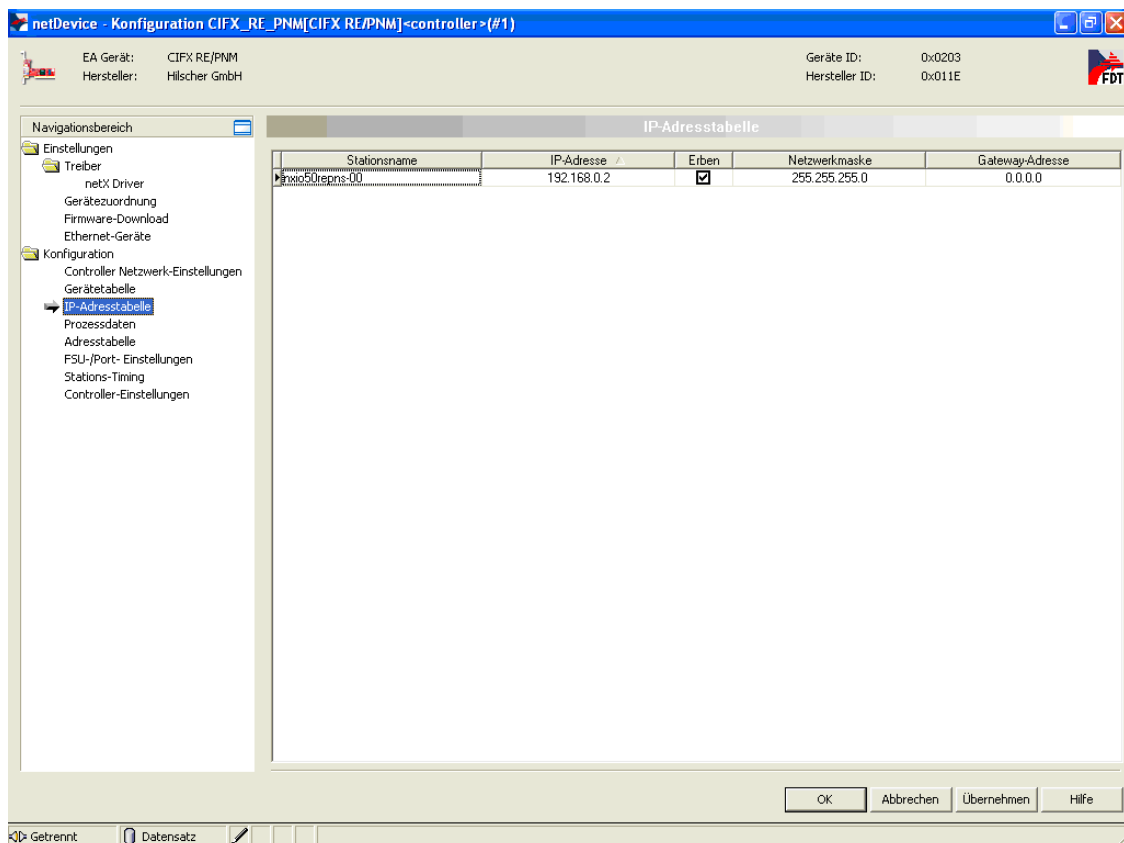 netDevice - Konfiguration CIFX_RE_PNM[CIFX RE/PNM]<controller>(#1)
EA Gerät: CIFX RE/PNM Geräte ID: 0x0203
Hersteller: Hilscher GmbH Hersteller ID: 0x011E
FDT
Navigationsbereich
IP-Adresstabelle
Einstellungen
Treiber
netX Driver
Gerätezuordnung
Firmware-Download
Ethernet-Geräte
Konfiguration
Controller Netzwerk-Einstellungen
Gerätetabelle
IP-Adresstabelle
Prozessdaten
Adresstabelle
FSU-/Port- Einstellungen
Stations-Timing
Controller-Einstellungen
Stationsname IP-Adresse Erben Netzwerkmaske Gateway-Adresse
nxio50repns-00 192.168.0.2 255.255.255.0 0.0.0.0
OK Abbrechen Übernehmen Hilfe
Getrennt Datensatz